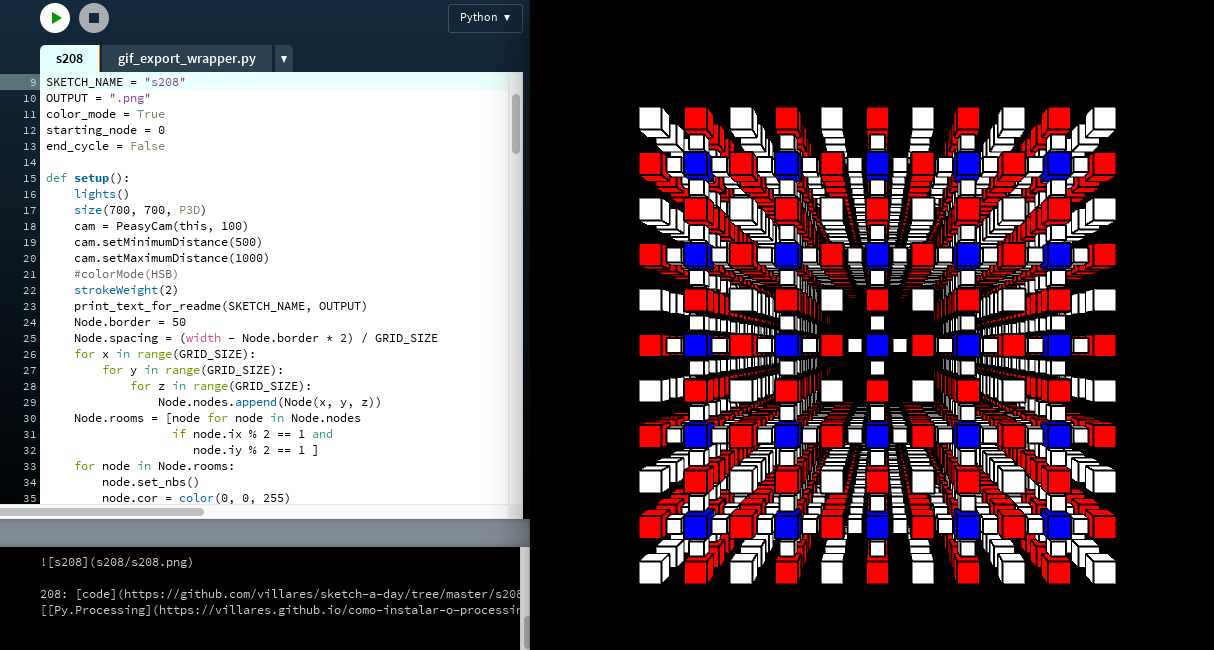 Python ▾
s208 gif_export_wrapper.py ▾
9 SKETCH_NAME = "s208"
10 OUTPUT = ".png"
11 color_mode = True
12 starting_node = 0
13 end_cycle = False
14
15 def setup():
16 lights()
17 size(700, 700, P3D)
18 cam = PeasyCam(this, 100)
19 cam.setMinimumDistance(500)
20 cam.setMaximumDistance(1000)
21 #colorMode(HSB)
22 strokeWeight(2)
23 print_text_for_readme(SKETCH_NAME, OUTPUT)
24 Node.border = 50
25 Node.spacing = (width - Node.border * 2) / GRID_SIZE
26 for x in range(GRID_SIZE):
27 for y in range(GRID_SIZE):
28 for z in range(GRID_SIZE):
29 Node.nodes.append(Node(x, y, z))
30 Node.rooms = [node for node in Node.nodes
31 if node.ix % 2 == 1 and
32 node.iy % 2 == 1 ]
33 for node in Node.rooms:
34 node.set_nbs()
35 node.cor = color(0, 0, 255)
![s208](s208/s208.png)
208: [code](https://github.com/villares/sketch-a-day/tree/master/s208
[[Py.Processing](https://villares.github.io/como-instalar-o-processin